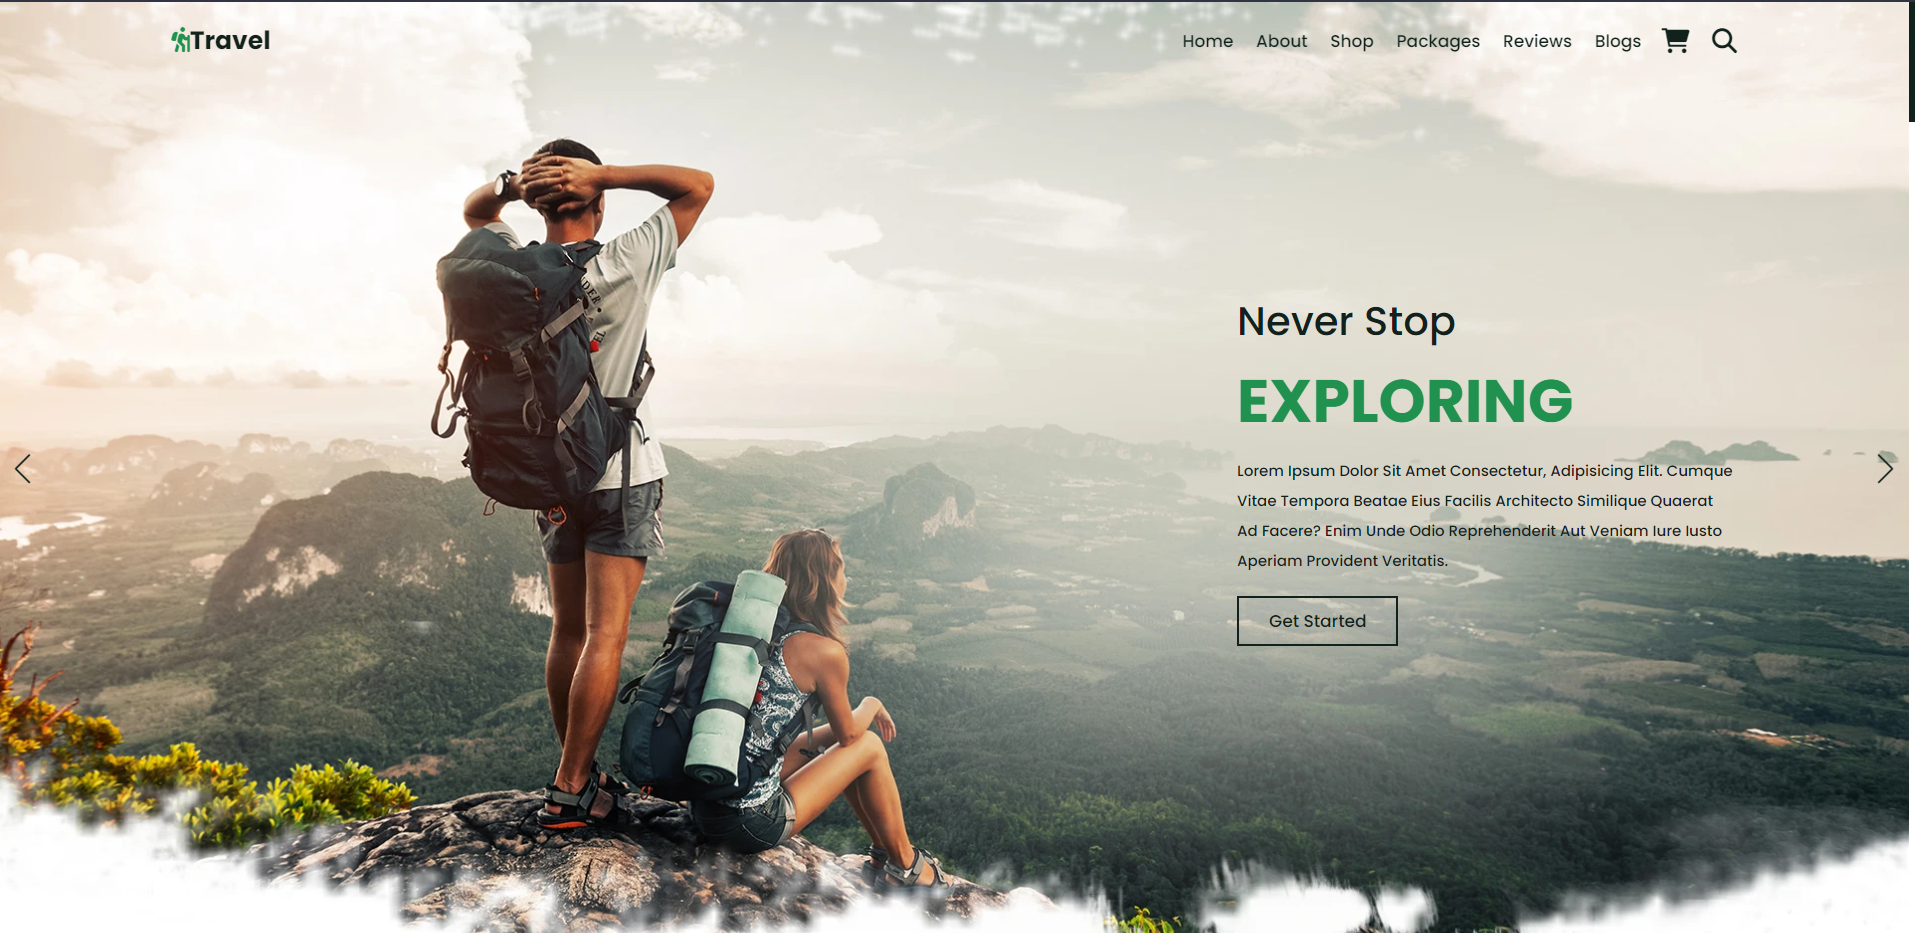 Travel
Home About Shop Packages Reviews Blogs
Never Stop
EXPLORING
Lorem Ipsum Dolor Sit Amet Consectetur, Adipisicing Elit. Cumque
Vitae Tempora Beatae Eius Facilis Architecto Similique Quaerat
Ad Facere? Enim Unde Odio Reprehenderit Aut Veniam Iure Iusto
Aperiam Provident Veritatis.
Get Started